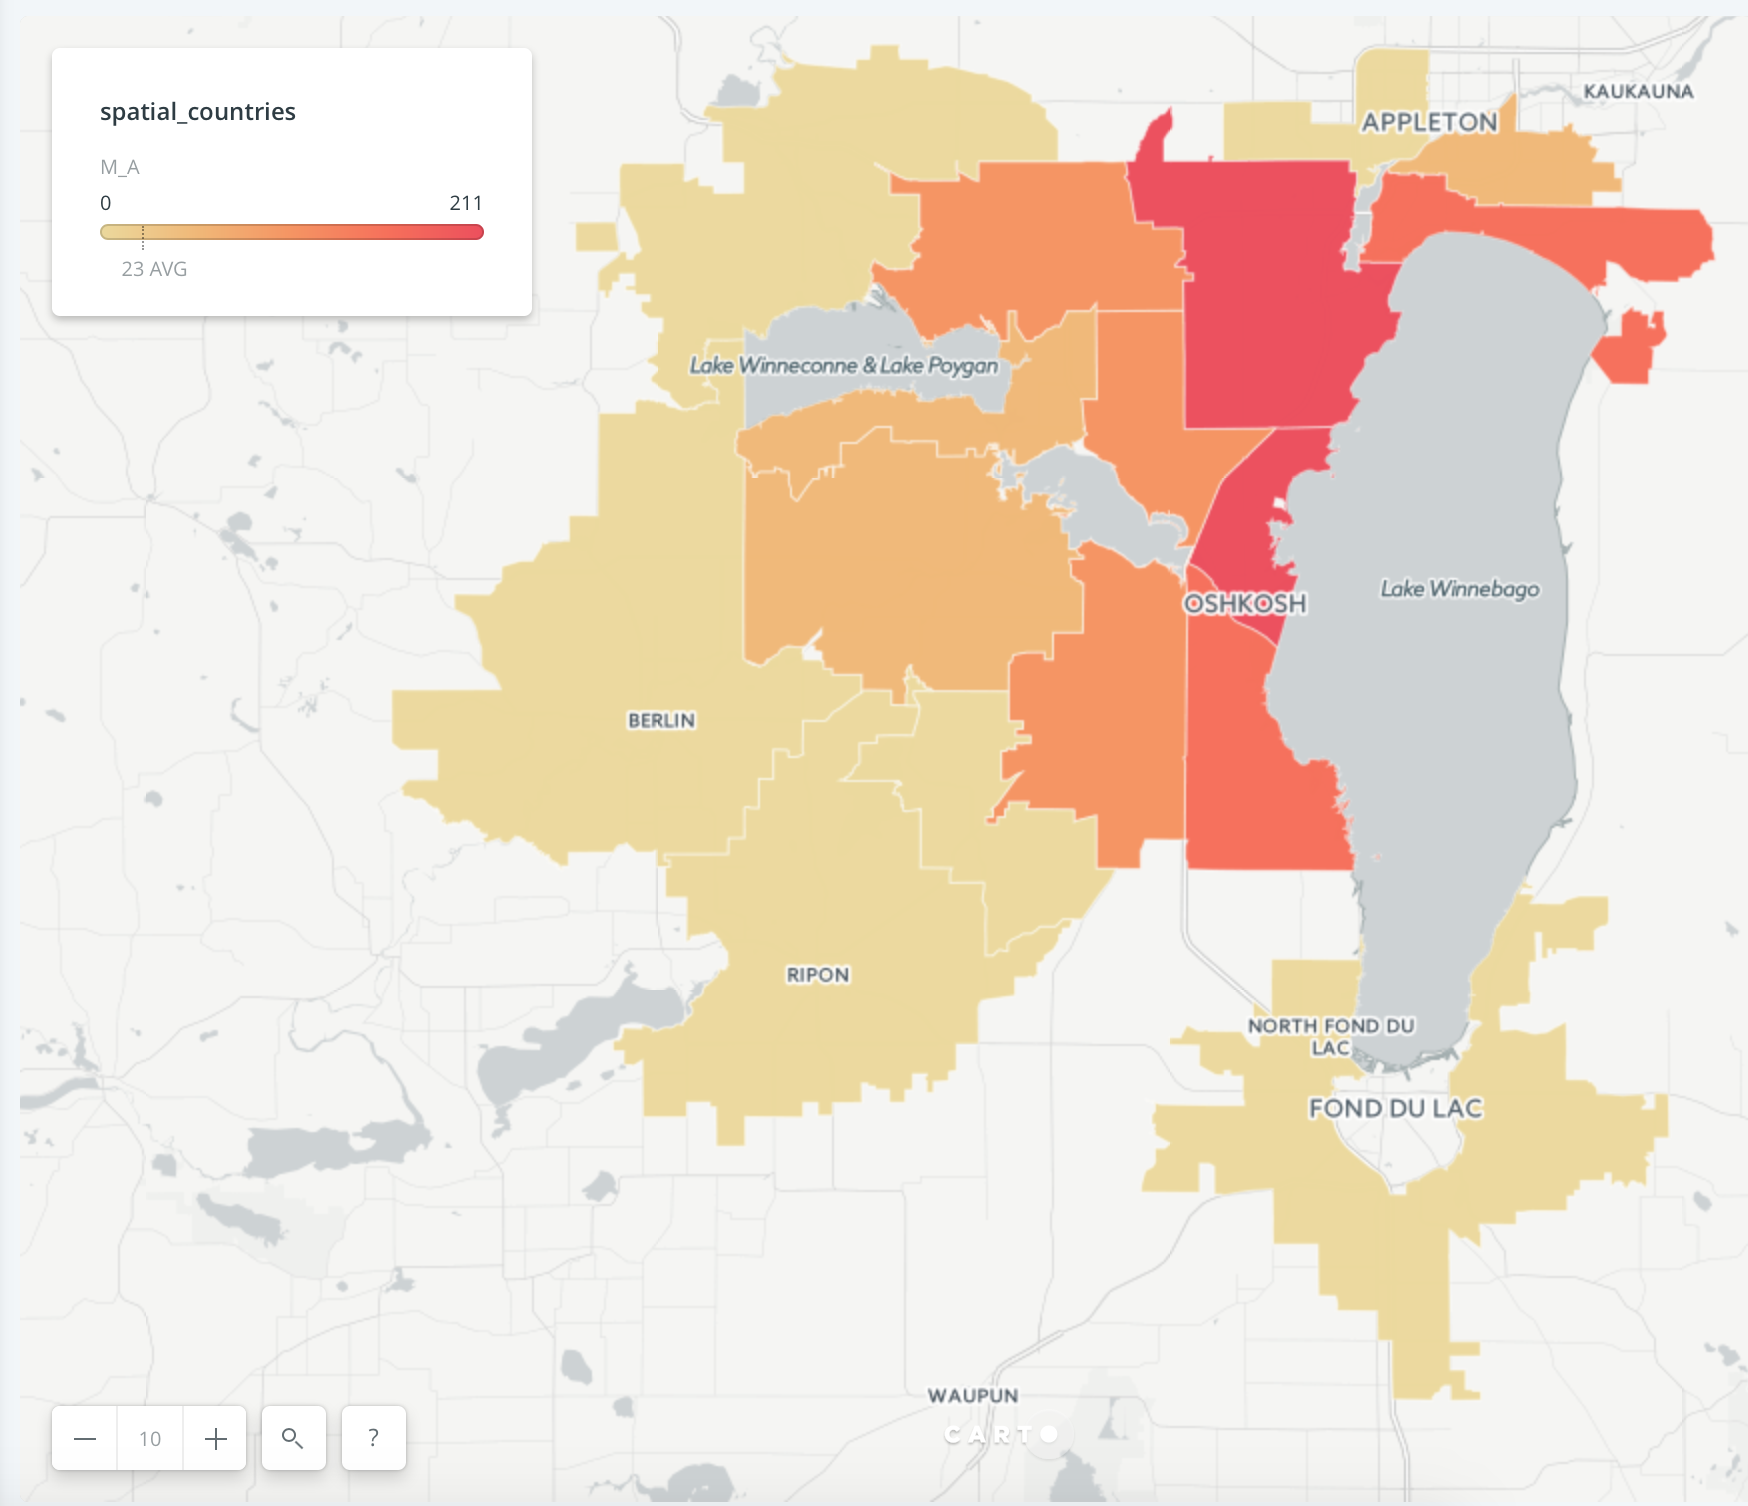 spatial_countries
M_A
0 211
23 AVG
KAUKAUNA
APPLETON
Lake Winneconne & Lake Poygan
Lake Winnebago
OSHKOSH
BERLIN
RIPON
NORTH FOND DU
LAC
FOND DU LAC
WAUPUN
CARTO
10
?